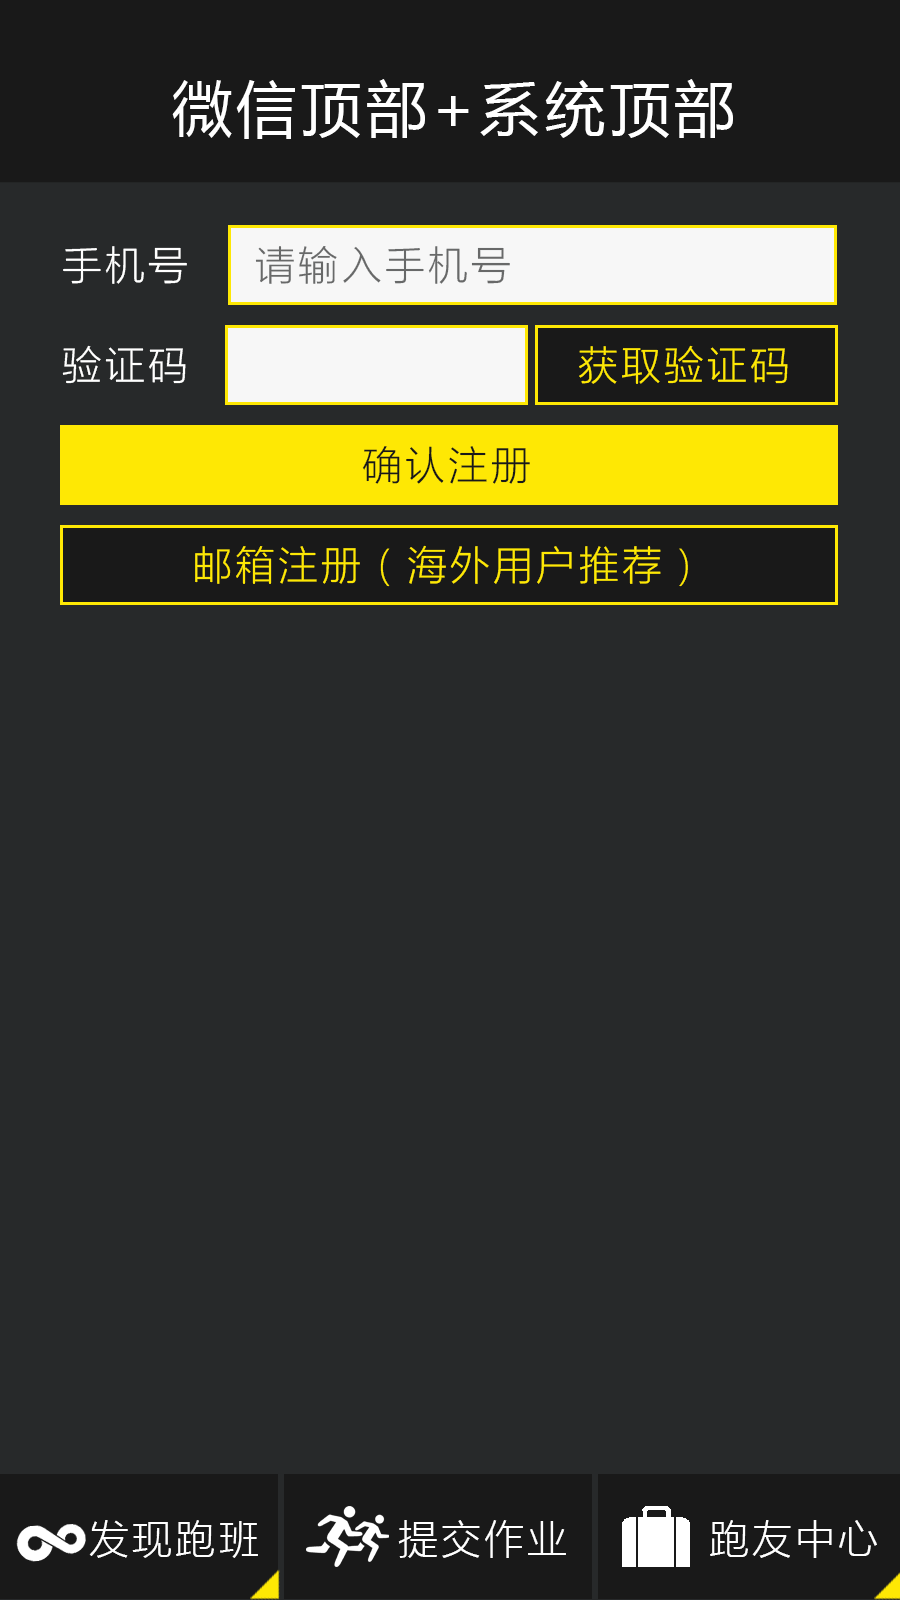 微信顶部+系统顶部
手机号 请输入手机号
验证码 获取验证码
确认注册
邮箱注册（海外用户推荐）
发现跑班 提交作业 跑友中心